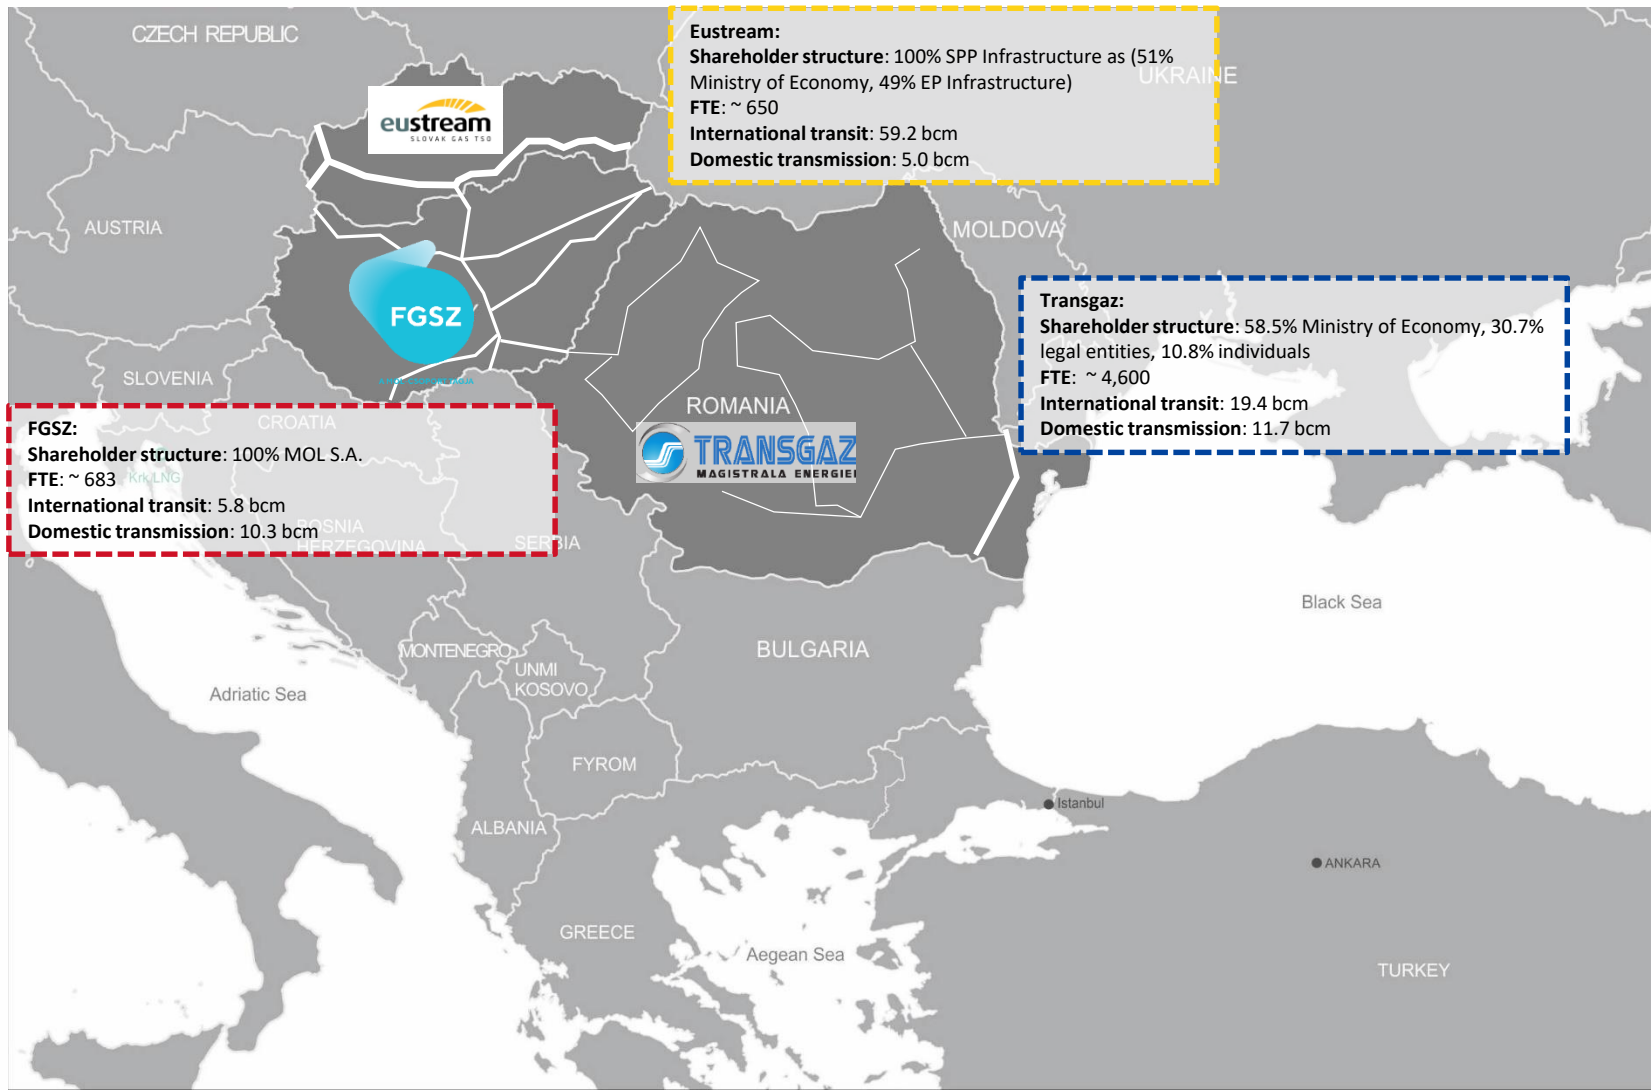 CZECH REPUBLIC
Eustream:
Shareholder structure: 100% SPP Infrastructure as (51%
Ministry of Economy, 49% EP Infrastructure)
FTE: ~ 650
International transit: 59.2 bcm
Domestic transmission: 5.0 bcm
UKRAINE
eustream
SLOVAK GAS TSO
AUSTRIA
MOLDOVA
FGSZ
Transgaz:
Shareholder structure: 58.5% Ministry of Economy, 30.7%
legal entities, 10.8% individuals
FTE: ~ 4,600
International transit: 19.4 bcm
Domestic transmission: 11.7 bcm
SLOVENIA
CROATIA
ROMANIA
TRANSGAZ
MAGISTRALA ENERGIEI
FGSZ:
Shareholder structure: 100% MOL S.A.
FTE: ~ 683
Krk LNG
International transit: 5.8 bcm
Domestic transmission: 10.3 bcm
BOSNIA
HERZEGOVINA
SERBIA
Black Sea
BULGARIA
MONTENEGRO
UNMI
KOSOVO
Adriatic Sea
FYROM
Istanbul
ALBANIA
ANKARA
GREECE
Aegean Sea
TURKEY